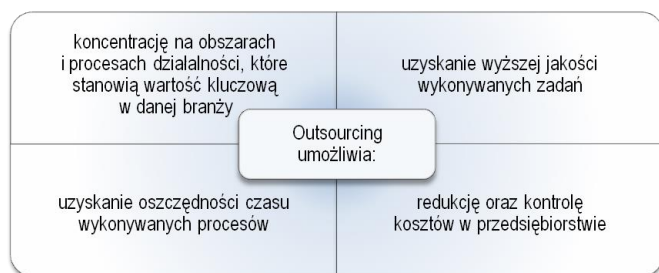 koncentrację na obszarach
i procesach działalności, które
stanowią wartość kluczową
w danej branży
uzyskanie wyższej jakości
wykonywanych zadań
Outsourcing
umożliwia:
uzyskanie oszczędności czasu
wykonywanych procesów
redukcję oraz kontrolę
kosztów w przedsiębiorstwie